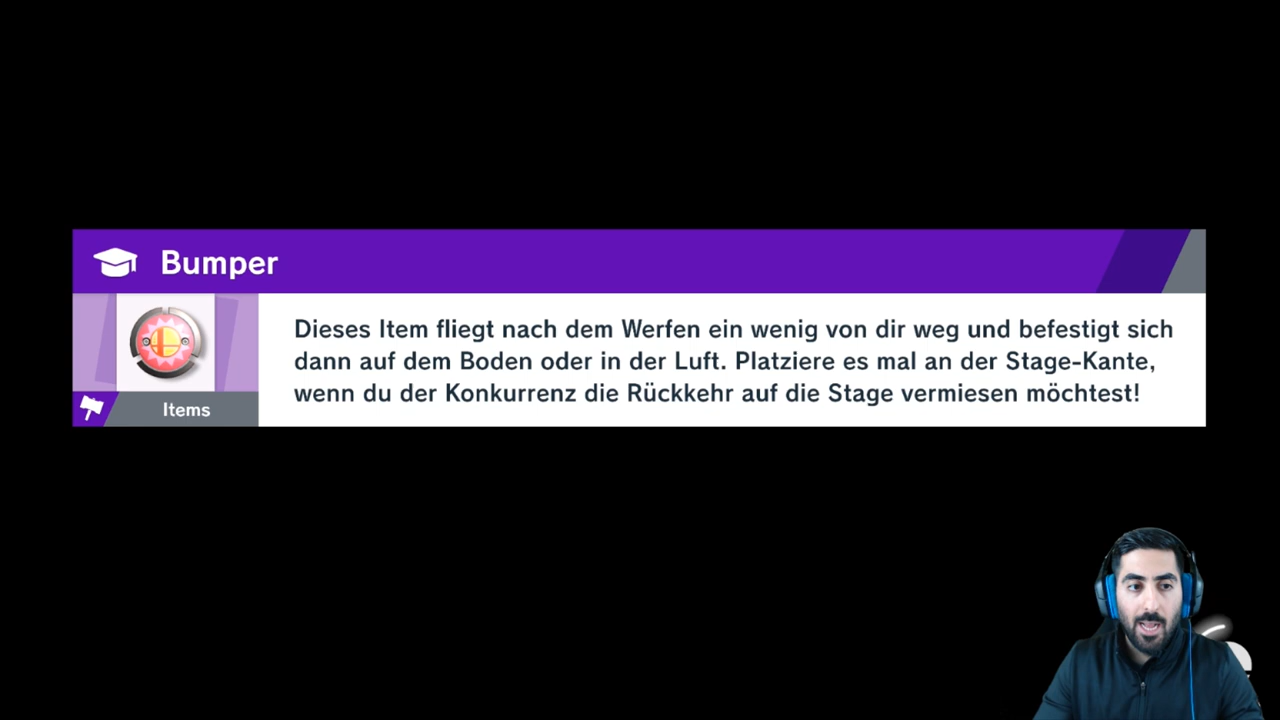 Bumper
Dieses Item fliegt nach dem Werfen ein wenig von dir weg und befestigt sich
dann auf dem Boden oder in der Luft. Platziere es mal an der Stage-Kante,
wenn du der Konkurrenz die Rückkehr auf die Stage vermiesen möchtest!
Items